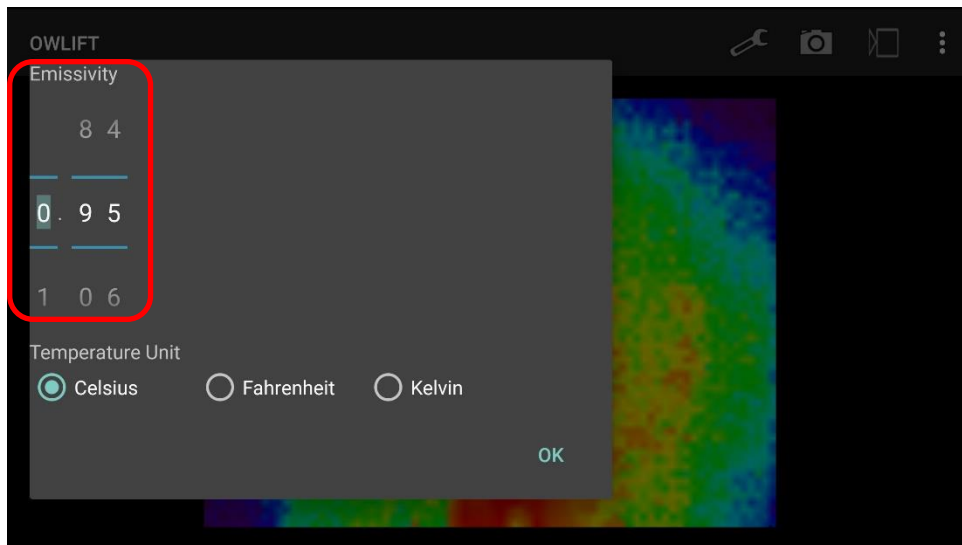 OWLIFT
Emissivity
8 4
0 . 9 5
1 0 6
Temperature Unit
Celsius Fahrenheit Kelvin
OK